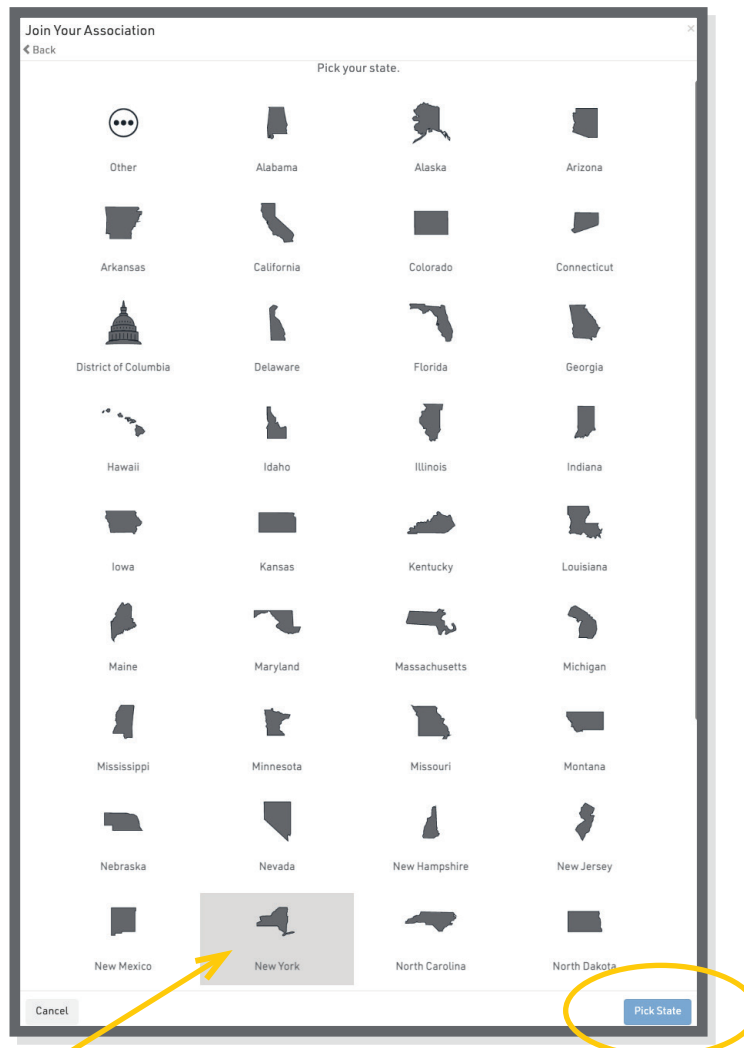 Join Your Association
×
Back
Pick your state.
Other Alabama Alaska Arizona
Arkansas California Colorado Connecticut
District of Columbia Delaware Florida Georgia
Hawaii Idaho Illinois Indiana
Iowa Kansas Kentucky Louisiana
Maine Maryland Massachusetts Michigan
Mississippi Minnesota Missouri Montana
Nebraska Nevada New Hampshire New Jersey
New Mexico New York North Carolina North Dakota
Cancel Pick State